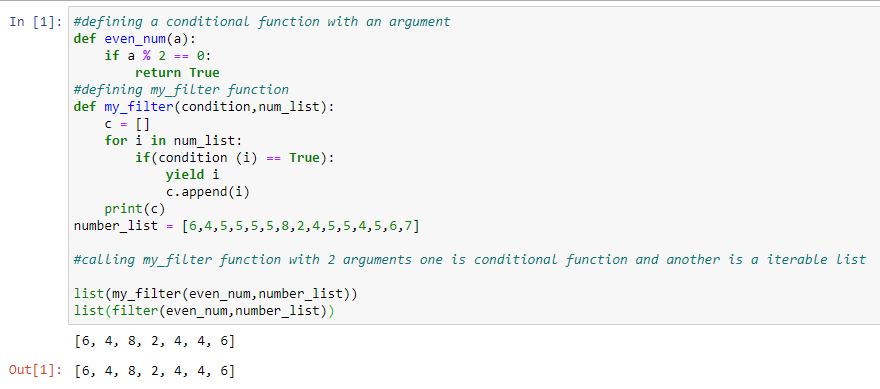 In [1]: #defining a conditional function with an argument
def even_num(a):
    if a % 2 == 0:
        return True
#defining my_filter function
def my_filter(condition,num_list):
    c = []
    for i in num_list:
        if(condition (i) == True):
            yield i
            c.append(i)
    print(c)
number_list = [6,4,5,5,5,5,8,2,4,5,5,4,5,6,7]
#calling my_filter function with 2 arguments one is conditional function and another is a iterable list
list(my_filter(even_num,number_list))
list(filter(even_num,number_list))
[6, 4, 8, 2, 4, 4, 6]
Out[1]: [6, 4, 8, 2, 4, 4, 6]